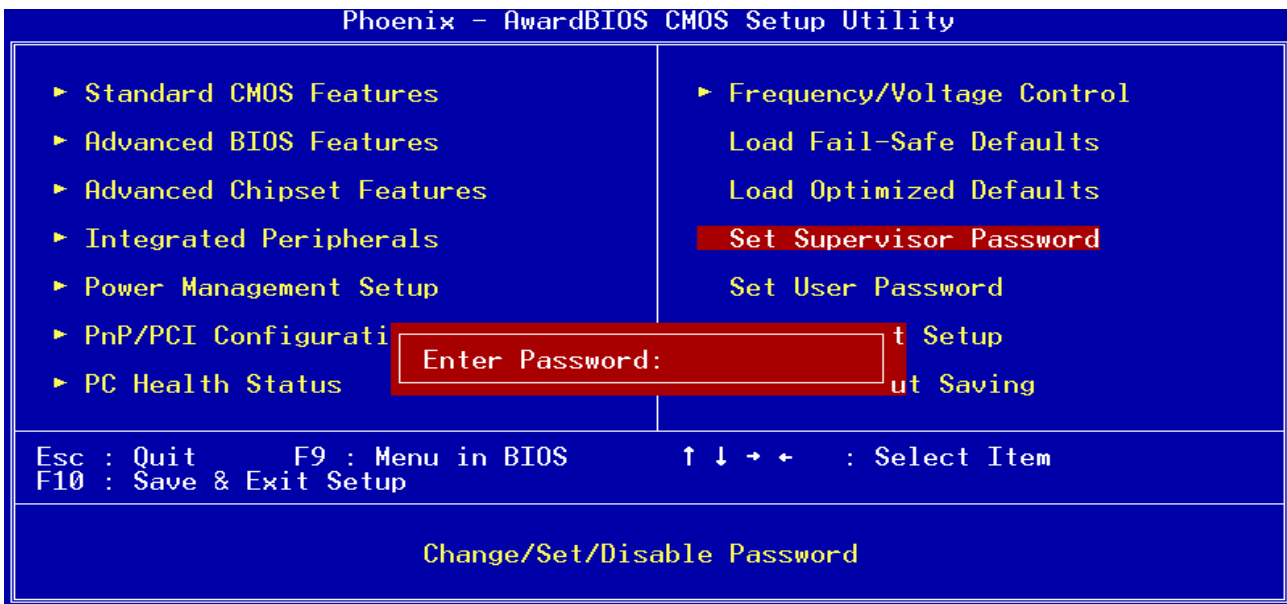 Phoenix - AwardBIOS CMOS Setup Utility
► Standard CMOS Features
► Advanced BIOS Features
► Advanced Chipset Features
► Integrated Peripherals
► Power Management Setup
► PnP/PCI Configurati
► PC Health Status
► Frequency/Voltage Control
Load Fail-Safe Defaults
Load Optimized Defaults
Set Supervisor Password
Set User Password
t Setup
ut Saving
Enter Password:
Esc : Quit F9 : Menu in BIOS ↑ ↓ → ← : Select Item
F10 : Save & Exit Setup
Change/Set/Disable Password